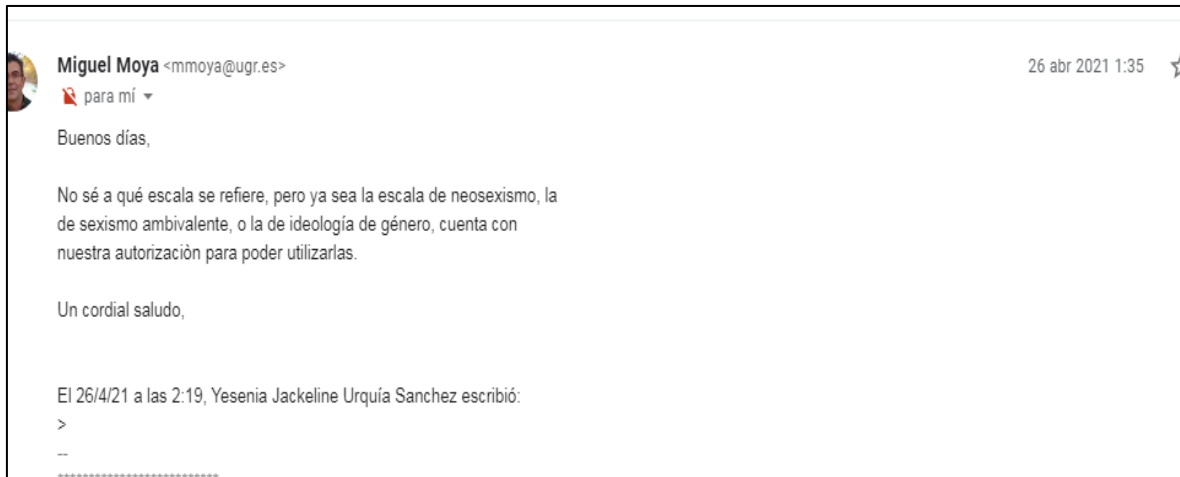 Miguel Moya <mmoya@ugr.es>
26 abr 2021 1:35
para mí
Buenos días,
No sé a qué escala se refiere, pero ya sea la escala de neosexismo, la
de sexismo ambivalente, o la de ideología de género, cuenta con
nuestra autorizaciòn para poder utilizarlas.
Un cordial saludo,
El 26/4/21 a las 2:19, Yesenia Jackeline Urquía Sanchez escribió:
>
--
**************************